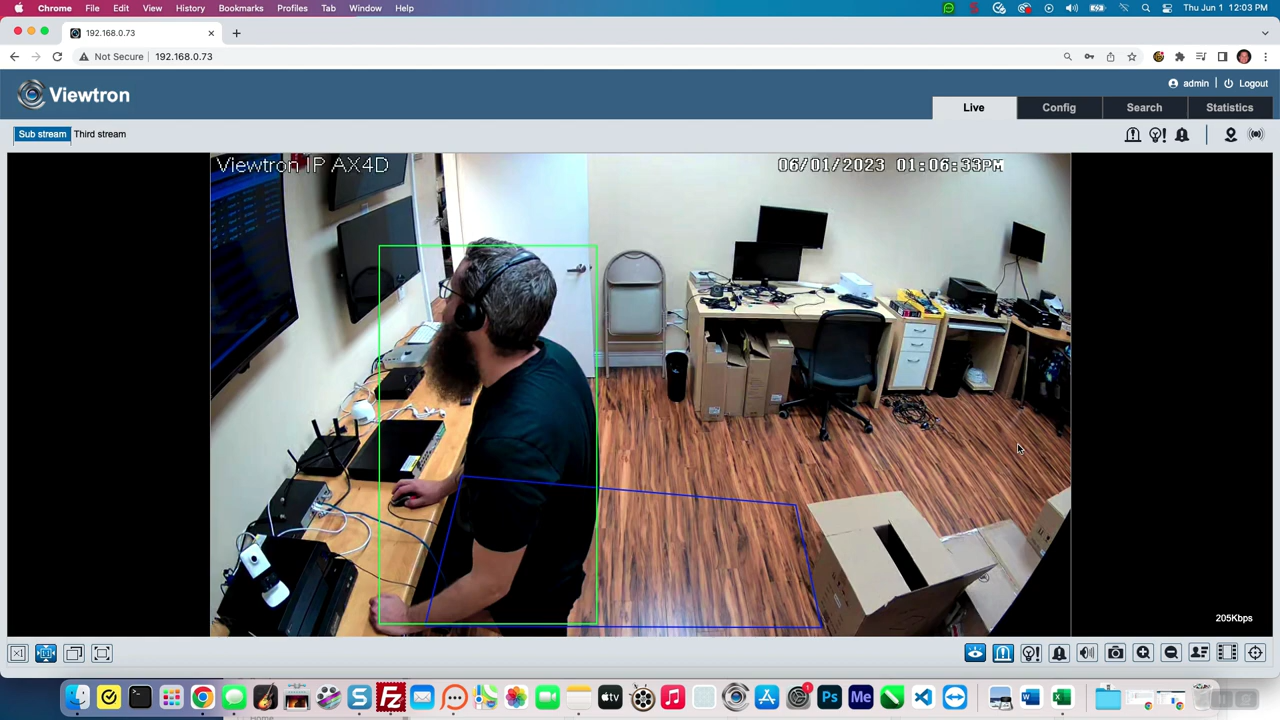 Chrome File Edit View History Bookmarks Profiles Tab Window Help Thu Jun 1 12:03 PM
192.168.0.73
Not Secure 192.168.0.73
Viewtron
admin Logout
Live Config Search Statistics
Sub stream Third stream
Viewtron IP AX4D 06/01/2023 01:06:33PM
205Kbps